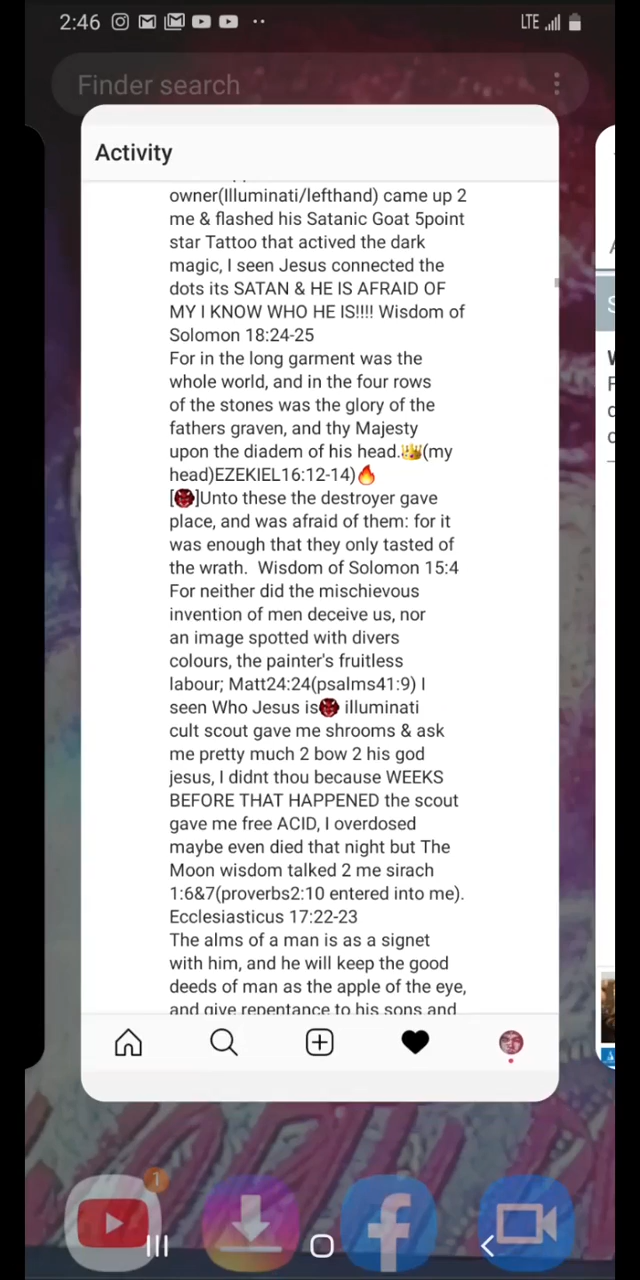 2:46
LTE
Finder search
Activity
owner(Illuminati/lefthand) came up 2
me & flashed his Satanic Goat 5point
star Tattoo that actived the dark
magic, I seen Jesus connected the
dots its SATAN & HE IS AFRAID OF
MY I KNOW WHO HE IS!!!! Wisdom of
Solomon 18:24-25
For in the long garment was the
whole world, and in the four rows
of the stones was the glory of the
fathers graven, and thy Majesty
upon the diadem of his head.👑(my
head)EZEKIEL16:12-14)🔥
[👹]Unto these the destroyer gave
place, and was afraid of them: for it
was enough that they only tasted of
the wrath.  Wisdom of Solomon 15:4
For neither did the mischievous
invention of men deceive us, nor
an image spotted with divers
colours, the painter's fruitless
labour; Matt24:24(psalms41:9) I
seen Who Jesus is👹 illuminati
cult scout gave me shrooms & ask
me pretty much 2 bow 2 his god
jesus, I didnt thou because WEEKS
BEFORE THAT HAPPENED the scout
gave me free ACID, I overdosed
maybe even died that night but The
Moon wisdom talked 2 me sirach
1:6&7(proverbs2:10 entered into me).
Ecclesiasticus 17:22-23
The alms of a man is as a signet
with him, and he will keep the good
deeds of man as the apple of the eye,
and give repentance to his sons and
1